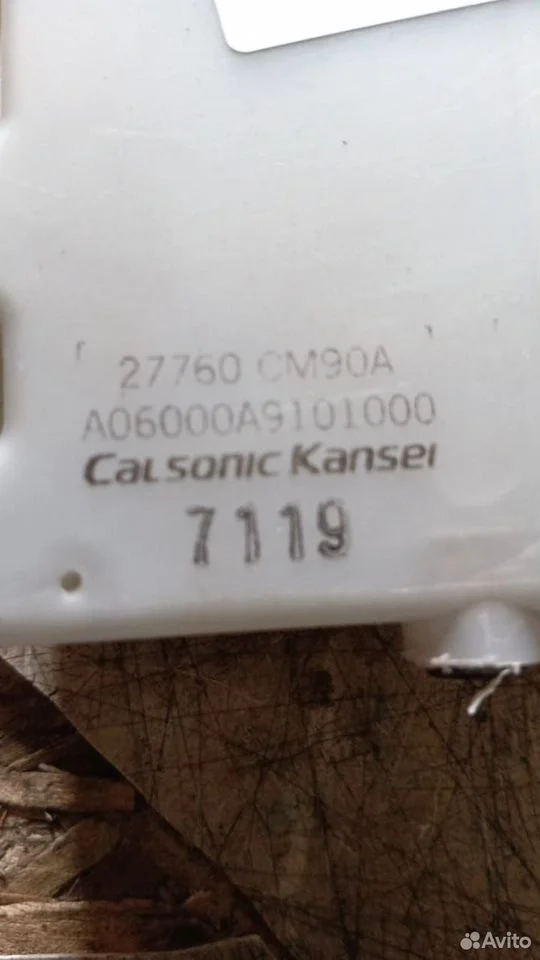 27760 CM90A
A06000A9101000
CALSONIC KANSEI
7119
Avito